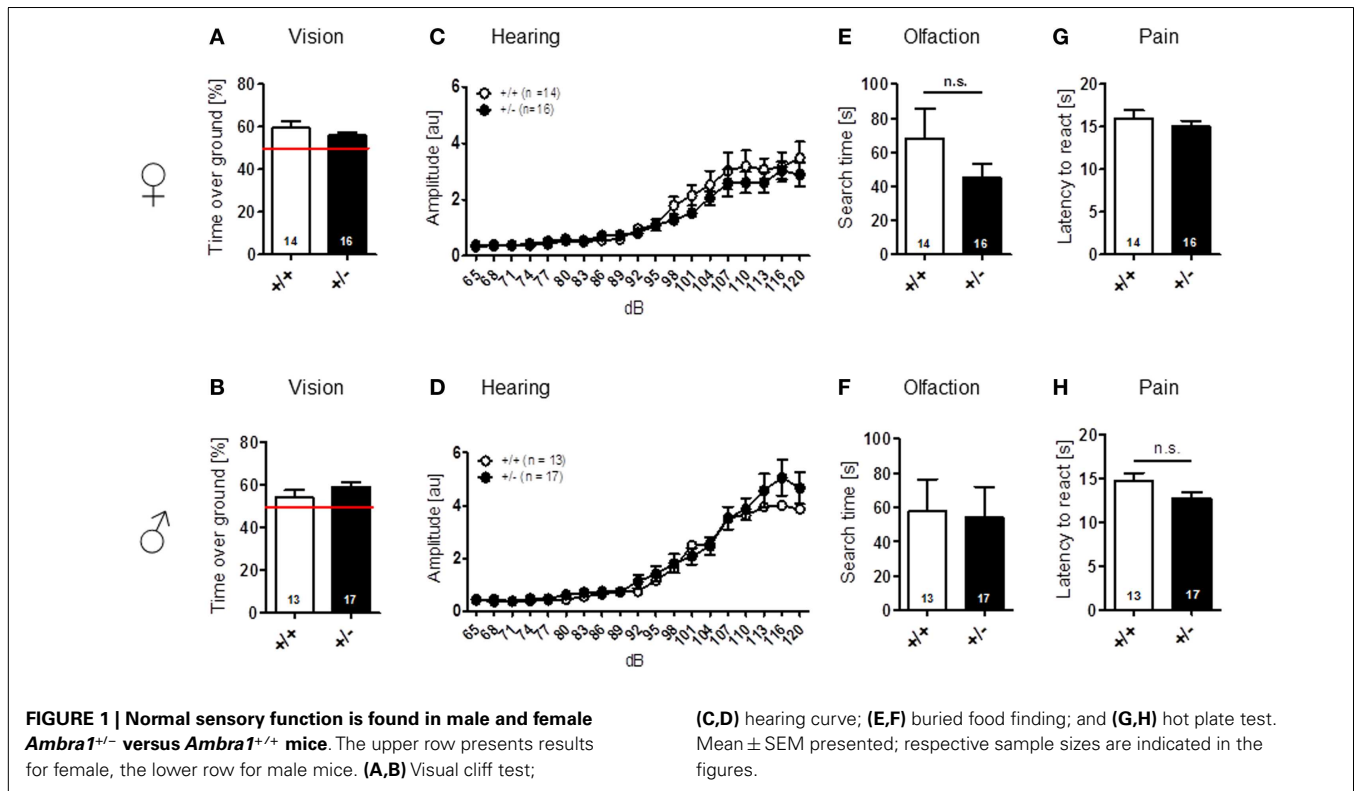 A Vision
C Hearing
E Olfaction
G Pain
Time over ground [%]
80
60
40
20
0
14
16
+/+
+/-
Amplitude [au]
6
4
2
0
+/+ (n =14)
+/- (n=16)
65 68 71 74 77 80 83 86 89 92 95 98 101 104 107 110 113 116 120
dB
Search time [s]
100
80
60
40
20
0
n.s.
14
16
+/+
+/-
Latency to react [s]
20
15
10
5
0
14
16
+/+
+/-
♀
B Vision
D Hearing
F Olfaction
H Pain
Time over ground [%]
80
60
40
20
0
13
17
+/+
+/-
Amplitude [au]
6
4
2
0
+/+ (n = 13)
+/- (n = 17)
65 68 71 74 77 80 83 86 89 92 95 98 101 104 107 110 113 116 120
dB
Search time [s]
100
80
60
40
20
0
13
17
+/+
+/-
Latency to react [s]
20
15
10
5
0
n.s.
13
17
+/+
+/-
♂
FIGURE 1 | Normal sensory function is found in male and female
Ambra1+/− versus Ambra1+/+ mice. The upper row presents results
for female, the lower row for male mice. (A,B) Visual cliff test;
(C,D) hearing curve; (E,F) buried food finding; and (G,H) hot plate test.
Mean ± SEM presented; respective sample sizes are indicated in the
figures.